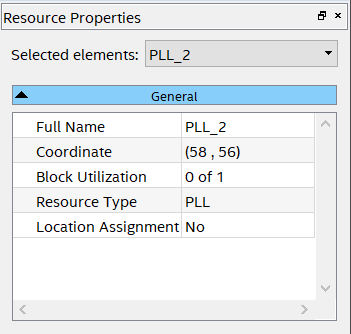 Resource Properties
Selected elements: PLL_2
General
Full Name PLL_2
Coordinate (58 , 56)
Block Utilization 0 of 1
Resource Type PLL
Location Assignment No